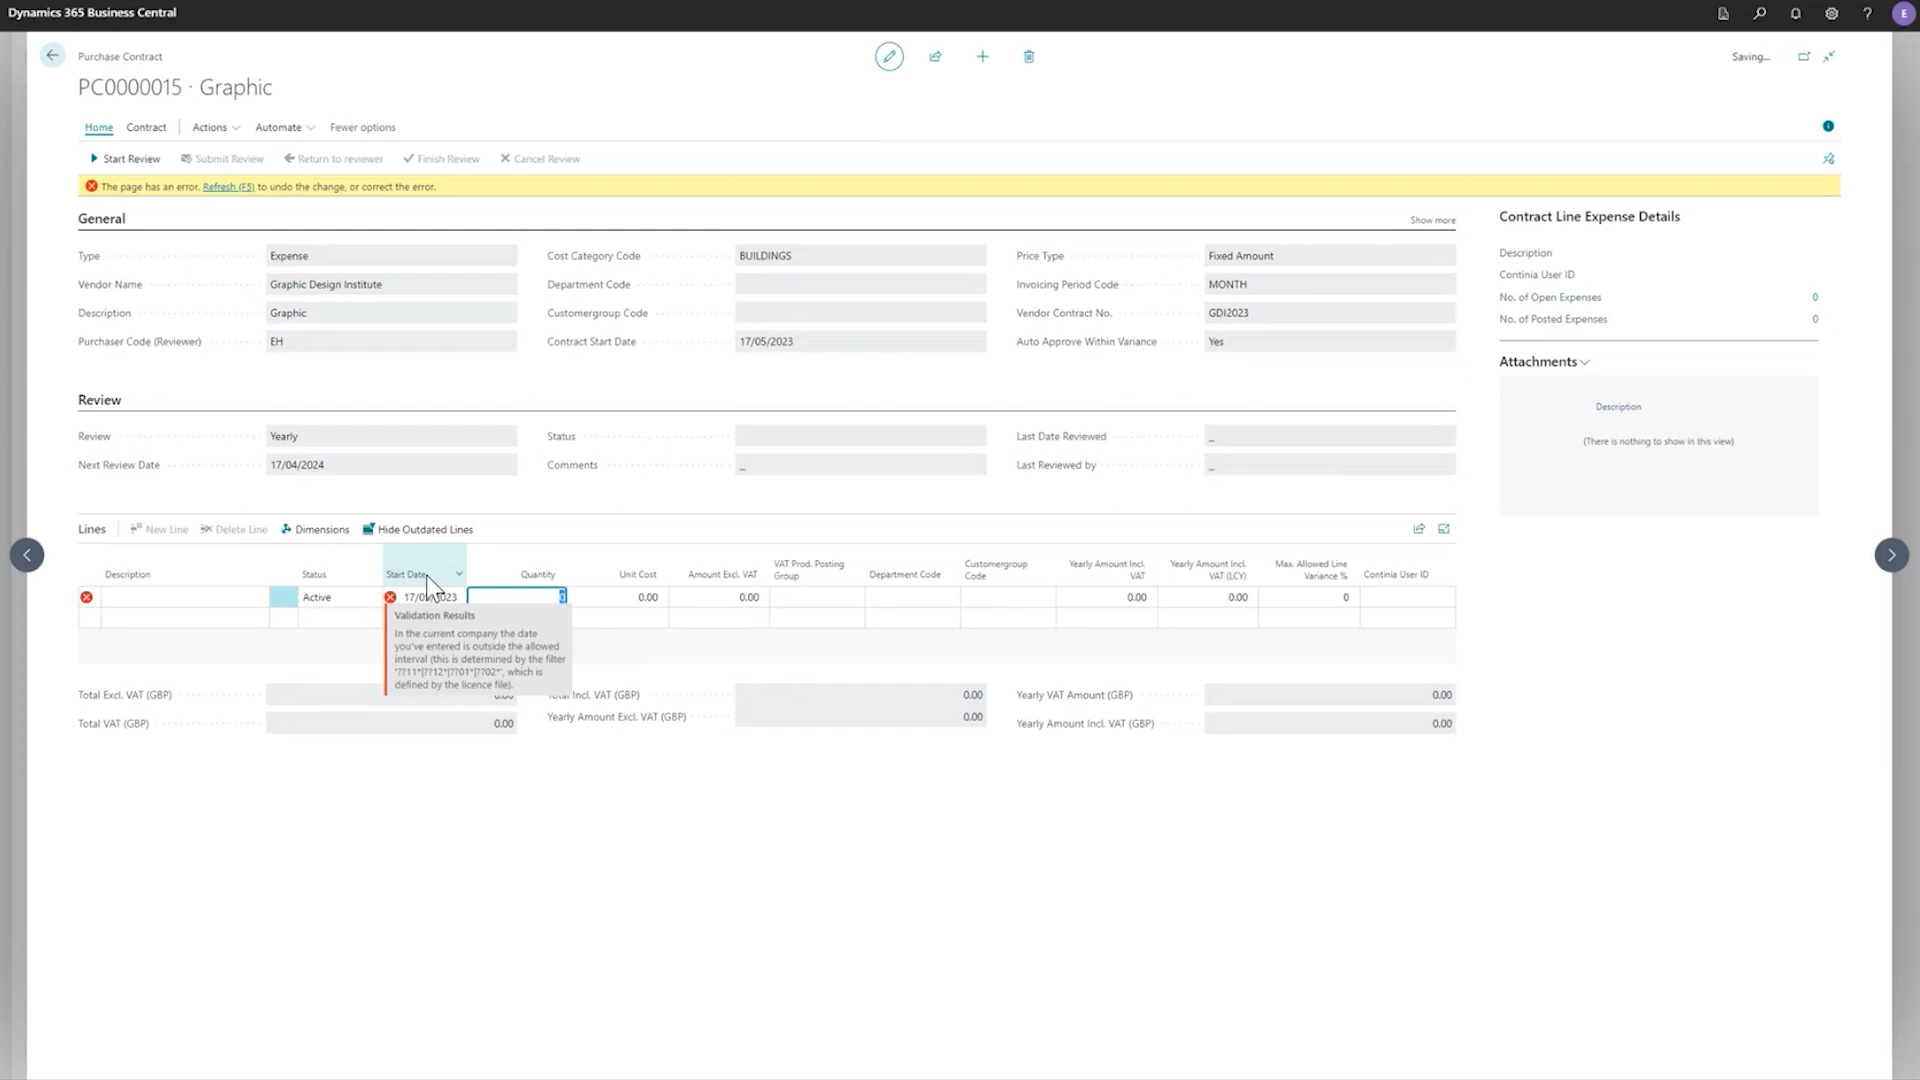 Dynamics 365 Business Central
E
Purchase Contract
Saving...
PC0000015 · Graphic
Home Contract Actions Automate Fewer options
Start Review Submit Review Return to reviewer Finish Review Cancel Review
The page has an error. Refresh (F5) to undo the change, or correct the error.
General
Show more
Type Expense
Vendor Name Graphic Design Institute
Description Graphic
Purchaser Code (Reviewer) EH
Cost Category Code BUILDINGS
Department Code
Customergroup Code
Contract Start Date 17/05/2023
Price Type Fixed Amount
Invoicing Period Code MONTH
Vendor Contract No. GDI2023
Auto Approve Within Variance Yes
Review
Review Yearly
Next Review Date 17/04/2024
Status
Comments _
Last Date Reviewed _
Last Reviewed by _
Lines New Line Delete Line Dimensions Hide Outdated Lines
Description Status Start Date Quantity Unit Cost Amount Excl. VAT VAT Prod. Posting Group Department Code Customergroup Code Yearly Amount Incl. VAT Yearly Amount Incl. VAT (LCY) Max. Allowed Line Variance % Continia User ID
Active 0 0.00 0.00 0.00 0.00 0
Validation Results
In the current company the date
you've entered is outside the allowed
interval (this is determined by the filter
'??11*|??12*|??01*|??02*', which is
defined by the licence file).
Total Excl. VAT (GBP) 0.00
Total VAT (GBP) 0.00
Total Incl. VAT (GBP) 0.00
Yearly Amount Excl. VAT (GBP) 0.00
Yearly VAT Amount (GBP) 0.00
Yearly Amount Incl. VAT (GBP) 0.00
Contract Line Expense Details
Description
Continia User ID
No. of Open Expenses 0
No. of Posted Expenses 0
Attachments
Description
(There is nothing to show in this view)